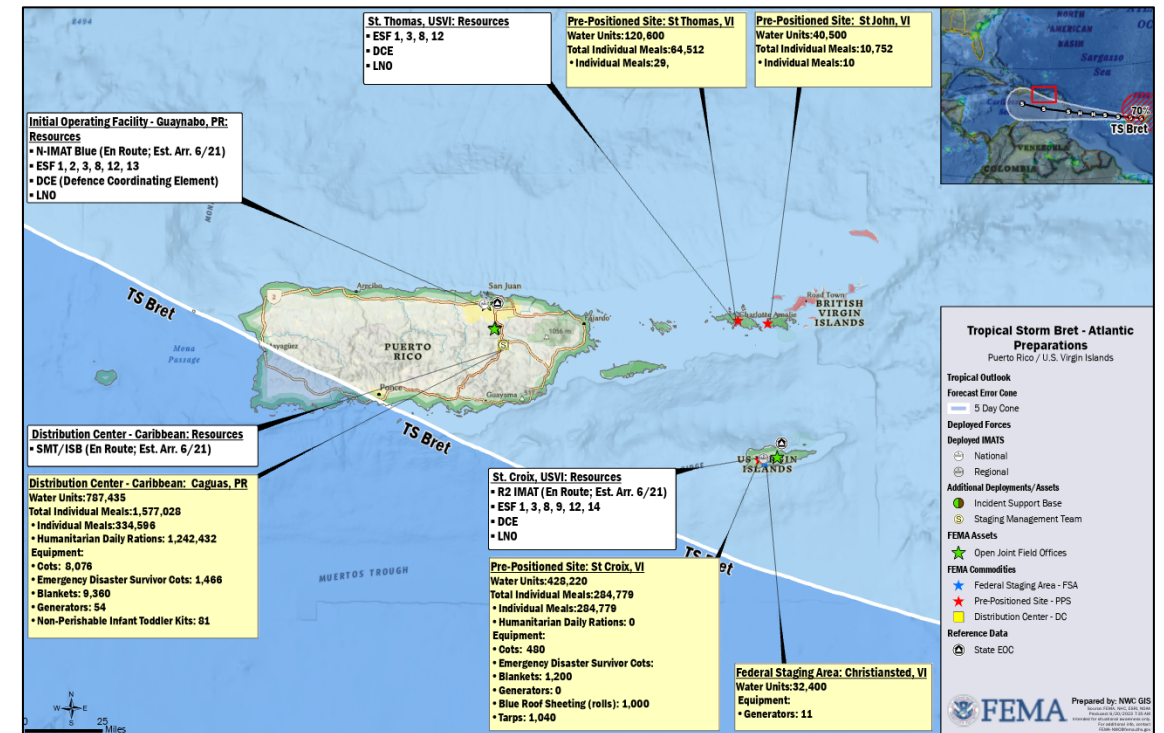 8494
St. Thomas, USVI: Resources
▪ ESF 1, 3, 8, 12
▪ DCE
▪ LNO
Pre-Positioned Site: St Thomas, VI
Water Units:120,600
Total Individual Meals:64,512
• Individual Meals:29,
Pre-Positioned Site: St John, VI
Water Units:40,500
Total Individual Meals:10,752
• Individual Meals:10
NORTH
AMERICAN
BASIN
Sargasso
Sea
70%
TS Bret
VENEZUELA
COLOMBIA
Initial Operating Facility - Guaynabo, PR:
Resources
▪ N-IMAT Blue (En Route; Est. Arr. 6/21)
▪ ESF 1, 2, 3, 8, 12, 13
▪ DCE (Defence Coordinating Element)
▪ LNO
TS Bret
Arecibo
San Juan
Fajardo
1056 m
Mona
Passage
Mayagüez
PUERTO
RICO
Ponce
Guayama
Road Town
BRITISH
VIRGIN
ISLANDS
Charlotte Amalie
TS Bret
US VIRGIN
ISLANDS
Distribution Center - Caribbean: Resources
▪ SMT/ISB (En Route; Est. Arr. 6/21)
Distribution Center - Caribbean: Caguas, PR
Water Units:787,435
Total Individual Meals:1,577,028
• Individual Meals:334,596
• Humanitarian Daily Rations: 1,242,432
Equipment:
• Cots: 8,076
• Emergency Disaster Survivor Cots: 1,466
• Blankets: 9,360
• Generators: 54
• Non-Perishable Infant Toddler Kits: 81
MUERTOS TROUGH
St. Croix, USVI: Resources
▪ R2 IMAT (En Route; Est. Arr. 6/21)
▪ ESF 1, 3, 8, 9, 12, 14
▪ DCE
▪ LNO
TS Bret
Pre-Positioned Site: St Croix, VI
Water Units:428,220
Total Individual Meals:284,779
• Individual Meals:284,779
• Humanitarian Daily Rations: 0
Equipment:
• Cots: 480
• Emergency Disaster Survivor Cots:
• Blankets: 1,200
• Generators: 0
• Blue Roof Sheeting (rolls): 1,000
• Tarps: 1,040
Federal Staging Area: Christiansted, VI
Water Units:32,400
Equipment:
• Generators: 11
N
W
E
S
0
25
Miles
Tropical Storm Bret - Atlantic
Preparations
Puerto Rico / U.S. Virgin Islands
Tropical Outlook
Forecast Error Cone
5 Day Cone
Deployed Forces
Deployed IMATS
National
Regional
Additional Deployments/Assets
Incident Support Base
S
Staging Management Team
FEMA Assets
Open Joint Field Offices
FEMA Commodities
Federal Staging Area - FSA
Pre-Positioned Site - PPS
Distribution Center - DC
Reference Data
State EOC
FEMA
Prepared by: NWC GIS